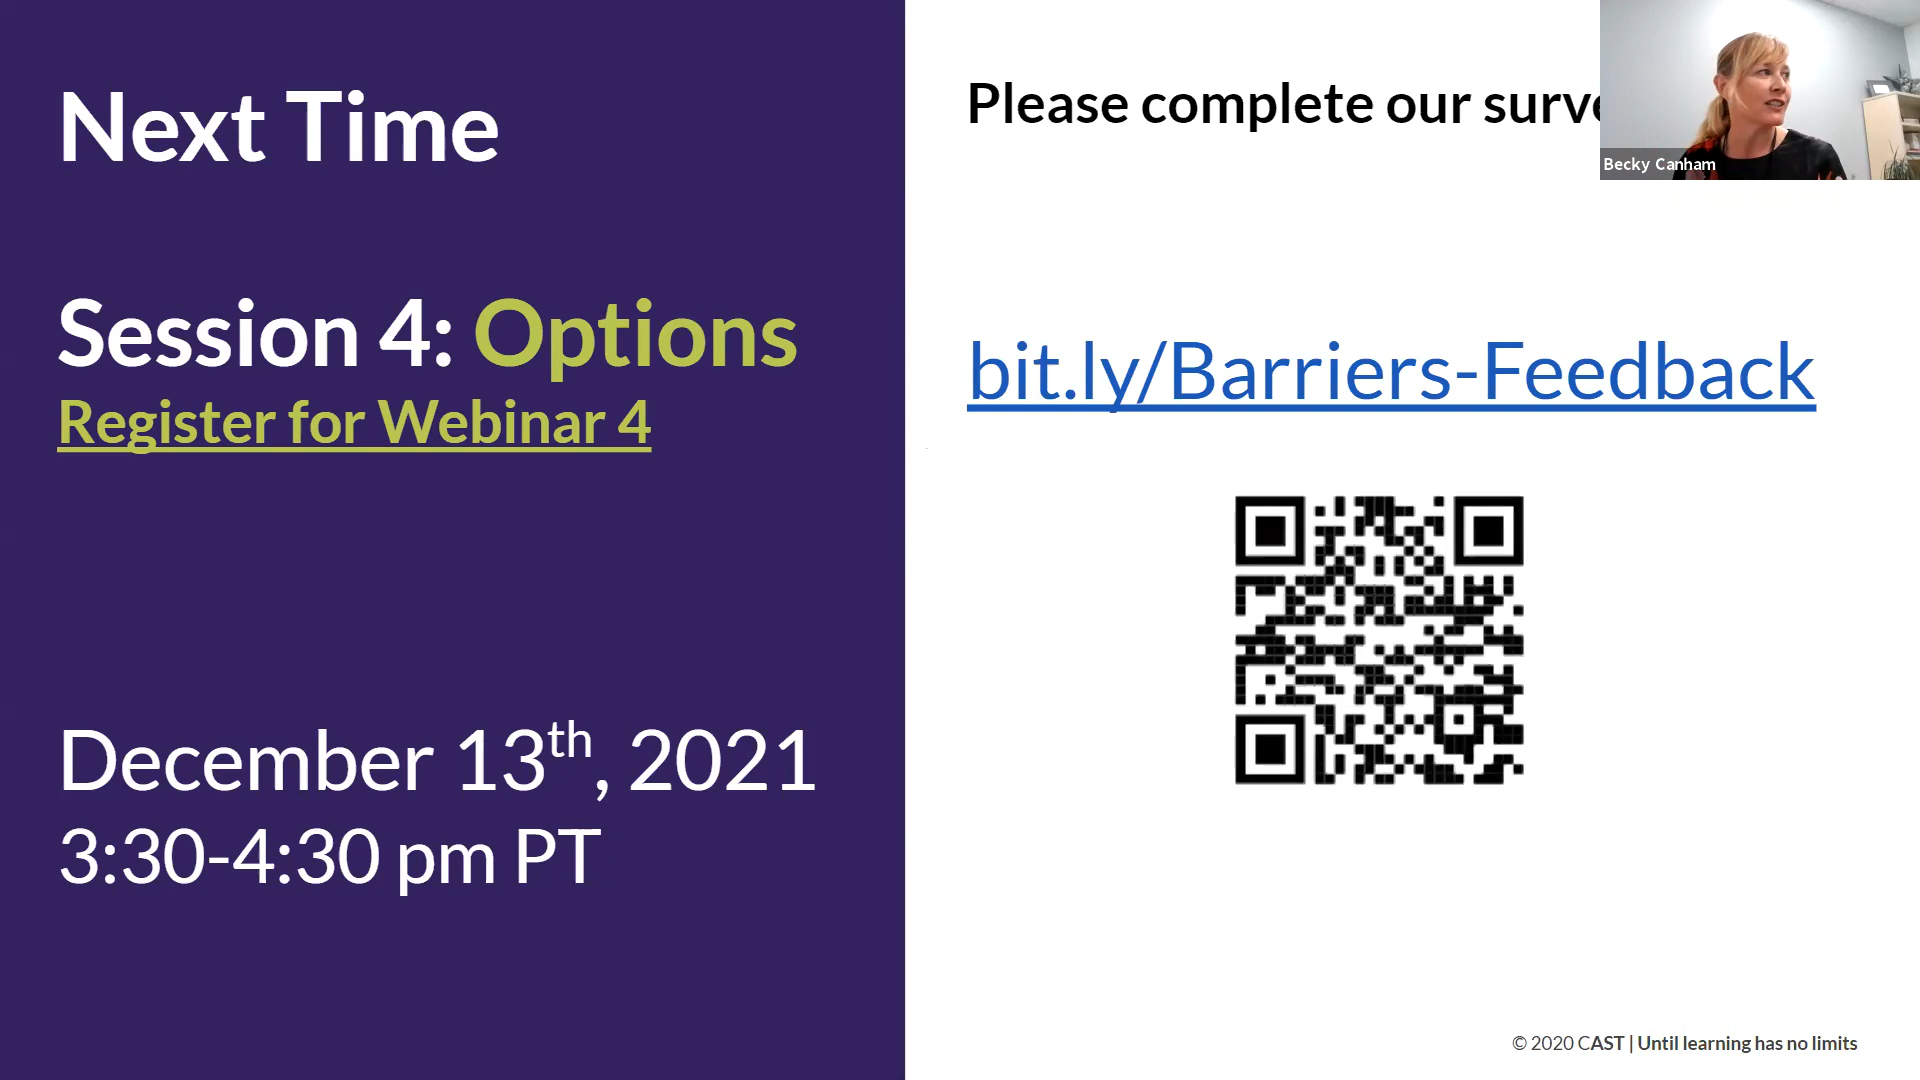 Next Time
Session 4: Options
Register for Webinar 4
December 13th, 2021
3:30-4:30 pm PT
Please complete our surve
bit.ly/Barriers-Feedback
Becky Canham
© 2020 CAST | Until learning has no limits